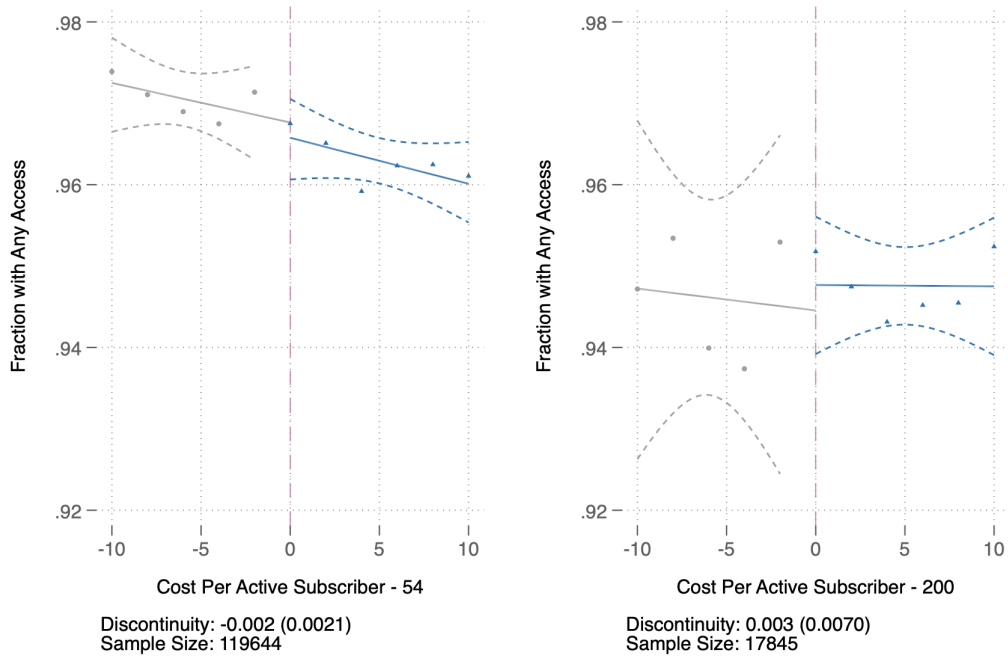 .98
.96
.94
.92
Fraction with Any Access
-10 -5 0 5 10
Cost Per Active Subscriber - 54
Discontinuity: -0.002 (0.0021)
Sample Size: 119644
.98
.96
.94
.92
Fraction with Any Access
-10 -5 0 5 10
Cost Per Active Subscriber - 200
Discontinuity: 0.003 (0.0070)
Sample Size: 17845